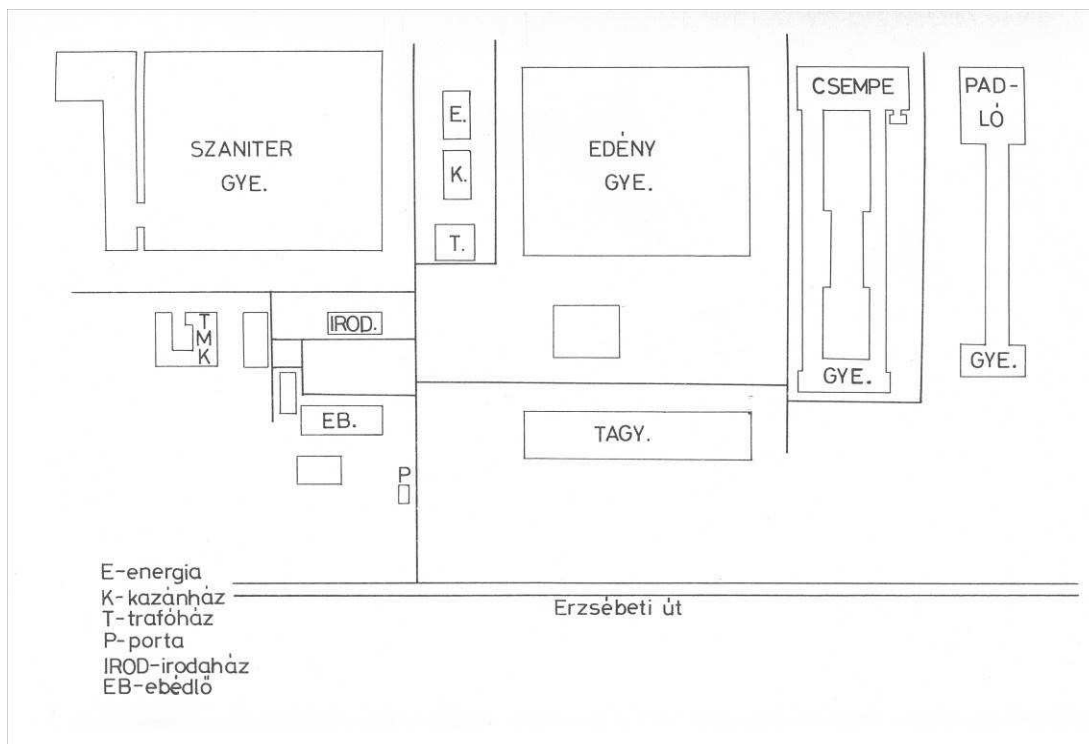 SZANITER
GYE.
E.
K.
T.
EDÉNY
GYE.
CSEMPE
GYE.
PAD-
LÓ
GYE.
TMK
IROD.
EB.
P
TAGY.
E-energia
K-kazánház
T-trafóház
P-porta
IROD-irodaház
EB-ebédlő
Erzsébeti út